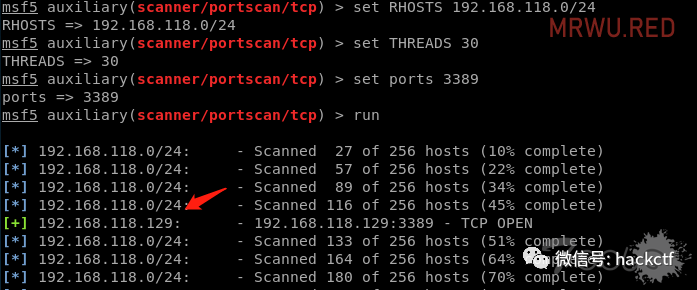 msf5 auxiliary(scanner/portscan/tcp) > set RHOSTS 192.168.118.0/24
RHOSTS => 192.168.118.0/24
MRWU.RED
msf5 auxiliary(scanner/portscan/tcp) > set THREADS 30
THREADS => 30
msf5 auxiliary(scanner/portscan/tcp) > set ports 3389
ports => 3389
msf5 auxiliary(scanner/portscan/tcp) > run
[*] 192.168.118.0/24:     - Scanned  27 of 256 hosts (10% complete)
[*] 192.168.118.0/24:     - Scanned  57 of 256 hosts (22% complete)
[*] 192.168.118.0/24:     - Scanned  89 of 256 hosts (34% complete)
[*] 192.168.118.0/24:     - Scanned 116 of 256 hosts (45% complete)
[+] 192.168.118.129:      - 192.168.118.129:3389 - TCP OPEN
[*] 192.168.118.0/24:     - Scanned 133 of 256 hosts (51% complete)
[*] 192.168.118.0/24:     - Scanned 164 of 256 hosts (64% complete)
[*] 192.168.118.0/24:     - Scanned 180 of 256 hosts (70% complete)
微信号: hackctf